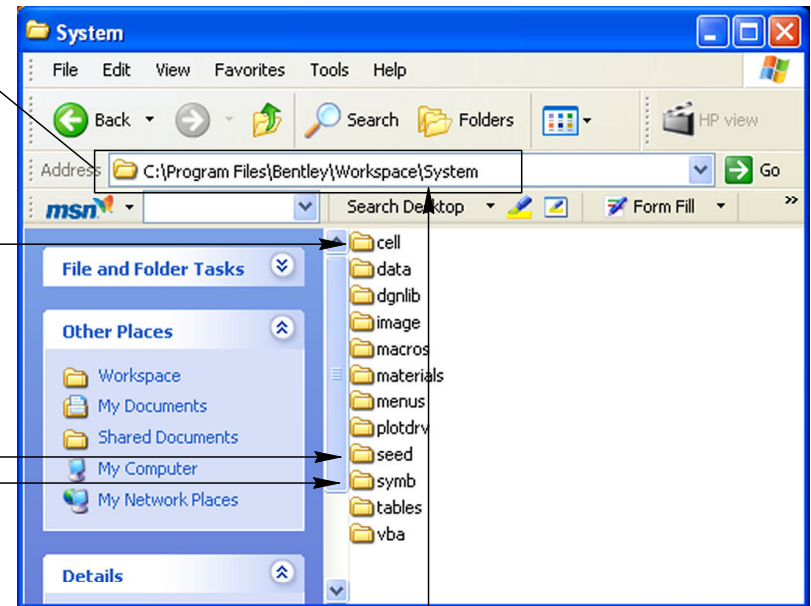 System
File Edit View Favorites Tools Help
Back Search Folders HP view
Address C:\Program Files\Bentley\Workspace\System Go
msn Search Desktop Form Fill »
File and Folder Tasks
Other Places
Workspace
My Documents
Shared Documents
My Computer
My Network Places
Details
cell
data
dgnlib
image
macros
materials
menus
plotdrv
seed
symb
tables
vba